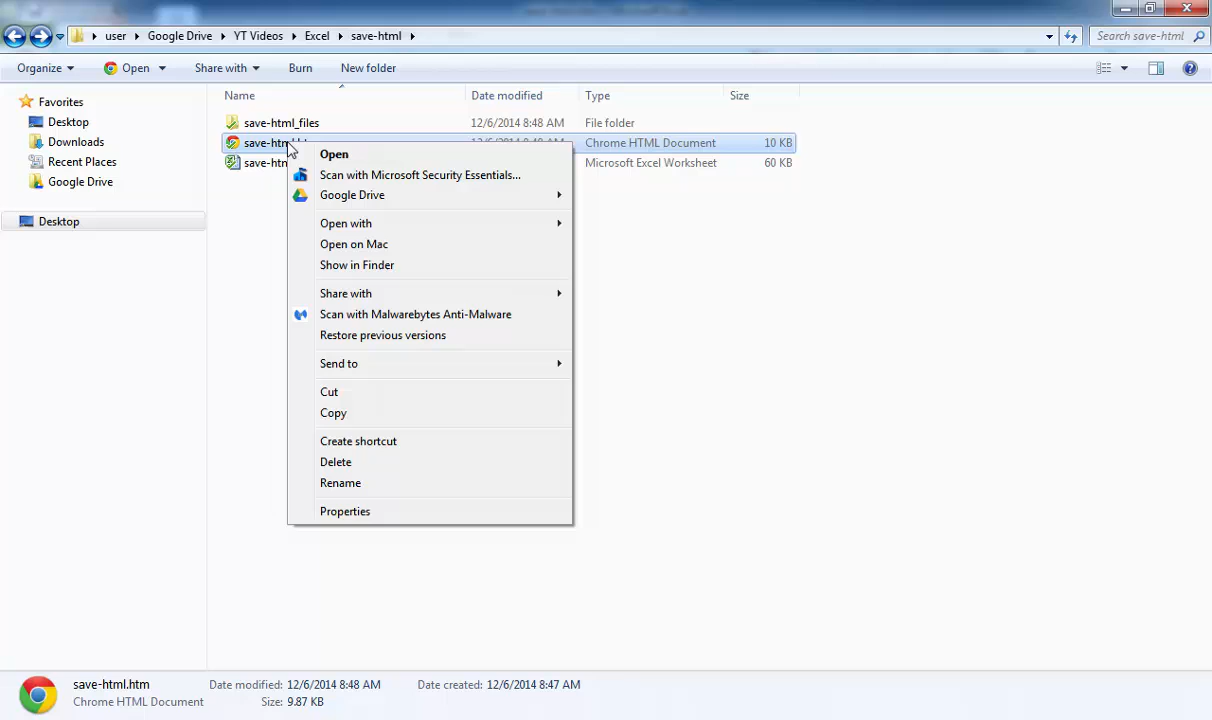 user Google Drive YT Videos Excel save-html Search save-html
Organize Open Share with Burn New folder
Name Date modified Type Size
Favorites
Desktop
Downloads
Recent Places
Google Drive
Desktop
save-html_files 12/6/2014 8:48 AM File folder
Chrome HTML Document 10 KB
Microsoft Excel Worksheet 60 KB
Open
Scan with Microsoft Security Essentials...
Google Drive
Open with
Open on Mac
Show in Finder
Share with
Scan with Malwarebytes Anti-Malware
Restore previous versions
Send to
Cut
Copy
Create shortcut
Delete
Rename
Properties
save-html.htm Date modified: 12/6/2014 8:48 AM Date created: 12/6/2014 8:47 AM
Chrome HTML Document Size: 9.87 KB